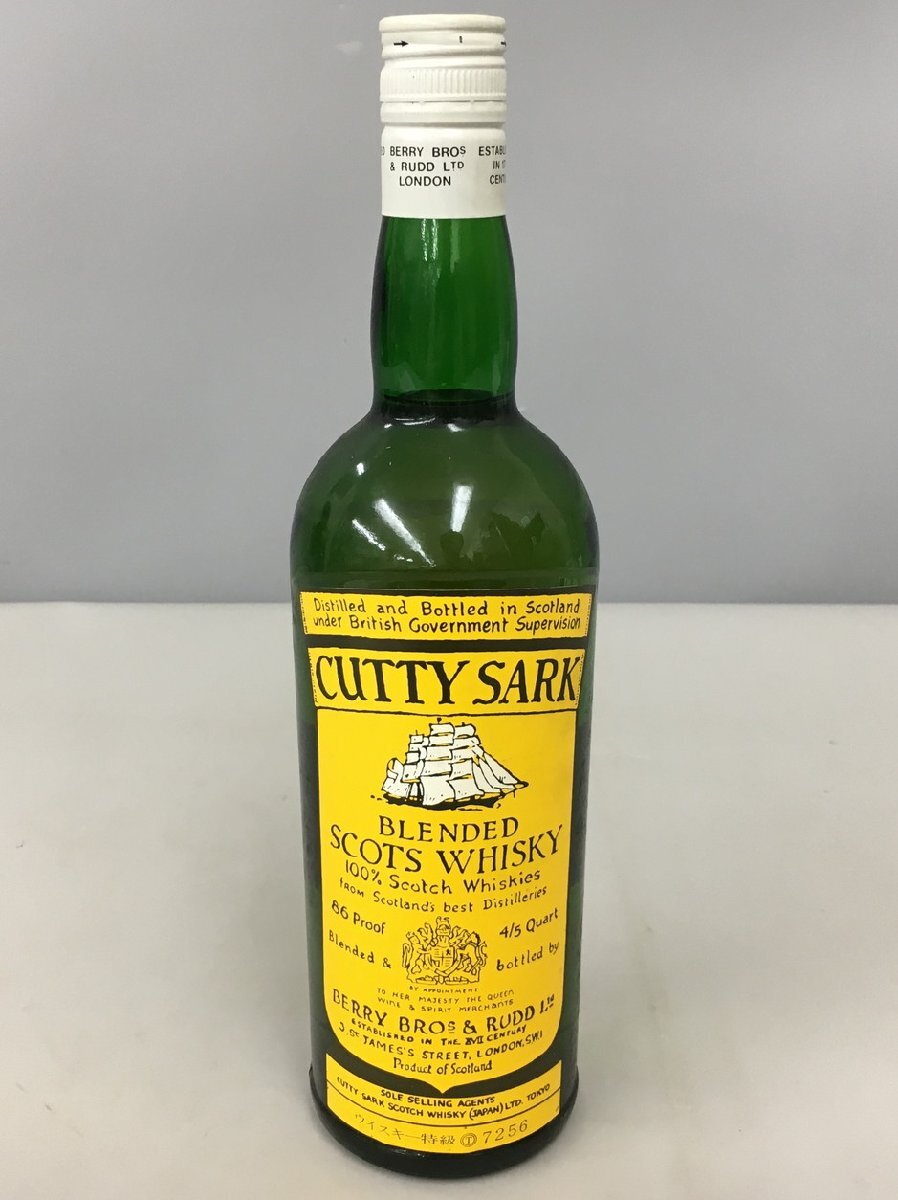 BERRY BROS
& RUDD LTD
LONDON
Distilled and Bottled in Scotland
under British Government Supervision
CUTTY SARK
BLENDED
SCOTS WHISKY
100% Scotch Whiskies
FROM Scotland's best Distilleries
86 Proof 4/5 Quart
Blended & bottled by
BY APPOINTMENT
TO HER MAJESTY THE QUEEN
WINE & SPIRIT MERCHANTS
BERRY BROS & RUDD LTD
ESTABLISHED IN THE XVII CENTURY
3, ST JAMES'S STREET, LONDON, S.W.1
Product of Scotland
SOLE SELLING AGENTS
CUTTY SARK SCOTCH WHISKY (JAPAN) LTD. TOKYO
ウイスキー特級 7256